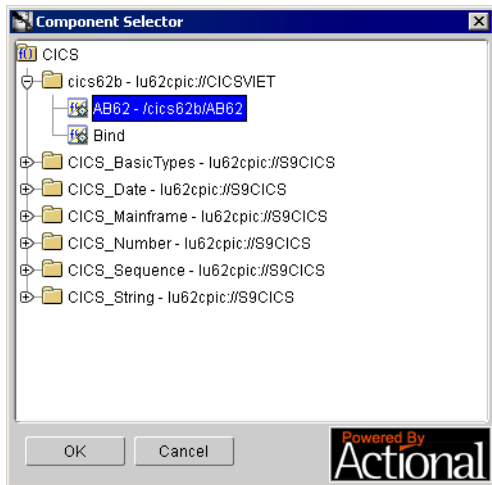 Component Selector
CICS
cics62b - lu62cpic://CICSVIET
AB62 - /cics62b/AB62
Bind
CICS_BasicTypes - lu62cpic://S9CICS
CICS_Date - lu62cpic://S9CICS
CICS_Mainframe - lu62cpic://S9CICS
CICS_Number - lu62cpic://S9CICS
CICS_Sequence - lu62cpic://S9CICS
CICS_String - lu62cpic://S9CICS
OK Cancel
Powered By
Actional